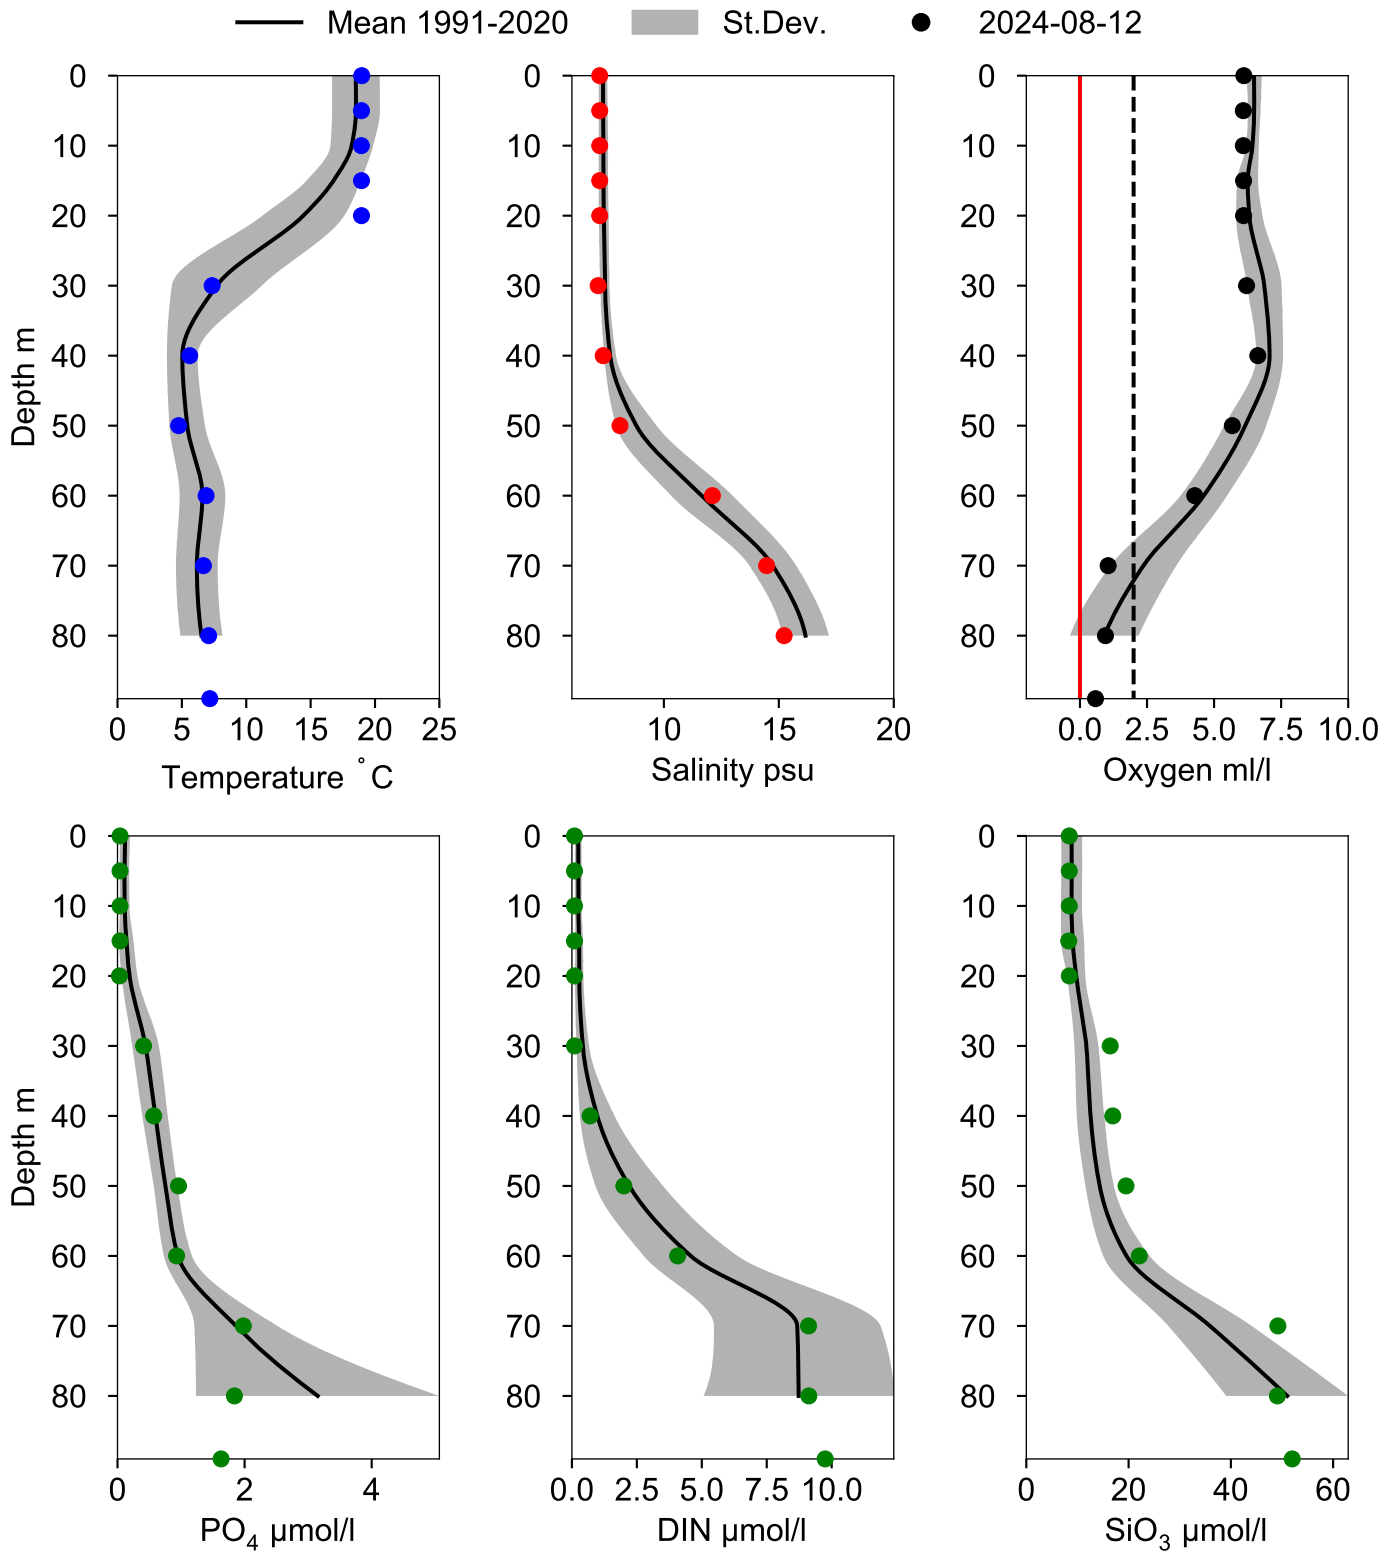 Mean 1991-2020 St.Dev. 2024-08-12
0 0 0
10 10 10
20 20 20
30 30 30
40 40 40
50 50 50
60 60 60
70 70 70
80 80 80
Depth m
0 5 10 15 20 25 10 15 20 0.0 2.5 5.0 7.5 10.0
Temperature °C Salinity psu Oxygen ml/l
0 0 0
10 10 10
20 20 20
30 30 30
40 40 40
50 50 50
60 60 60
70 70 70
80 80 80
Depth m
0 2 4 0.0 2.5 5.0 7.5 10.0 0 20 40 60
PO₄ µmol/l DIN µmol/l SiO₃ µmol/l